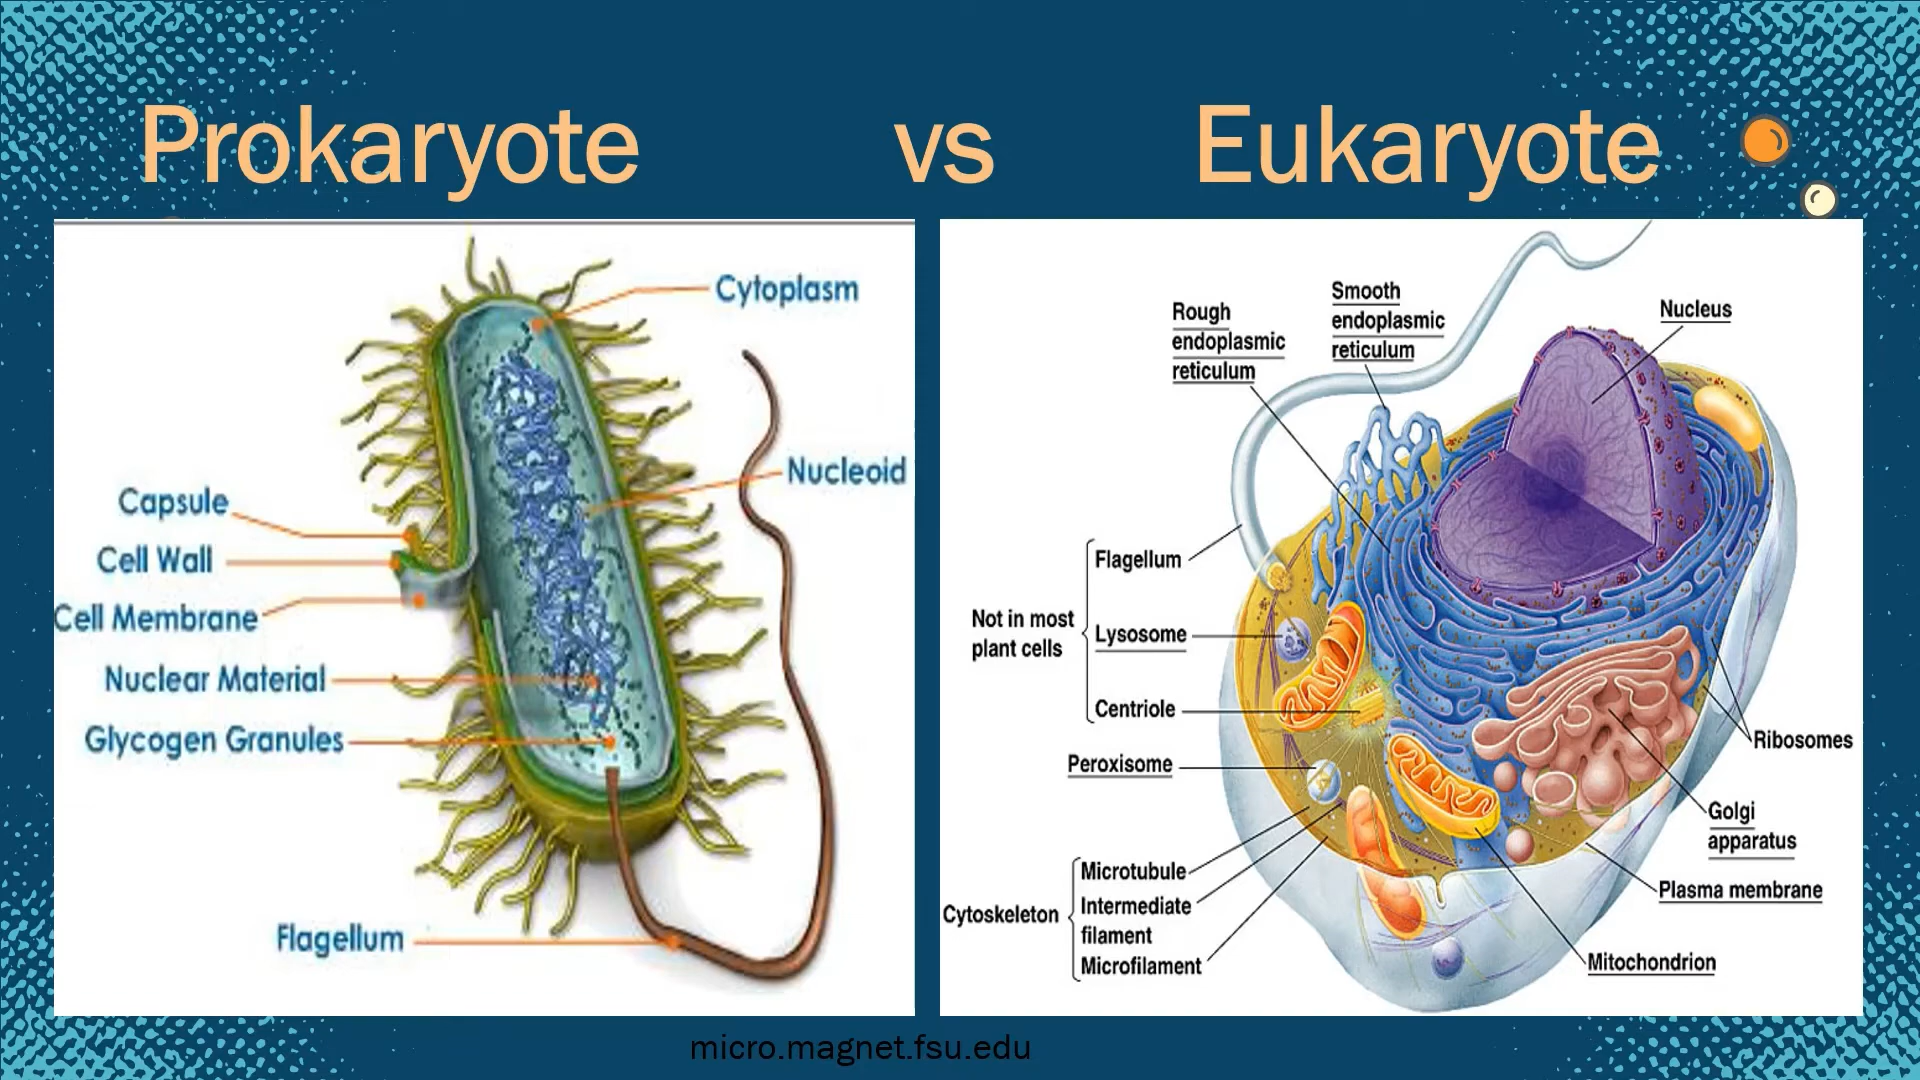 Prokaryote vs Eukaryote
Cytoplasm
Nucleoid
Capsule
Cell Wall
Cell Membrane
Nuclear Material
Glycogen Granules
Flagellum
Smooth
endoplasmic
reticulum
Rough
endoplasmic
reticulum
Nucleus
Not in most
plant cells
Flagellum
Lysosome
Centriole
Peroxisome
Cytoskeleton
Microtubule
Intermediate
filament
Microfilament
Ribosomes
Golgi
apparatus
Plasma membrane
Mitochondrion
micro.magnet.fsu.edu